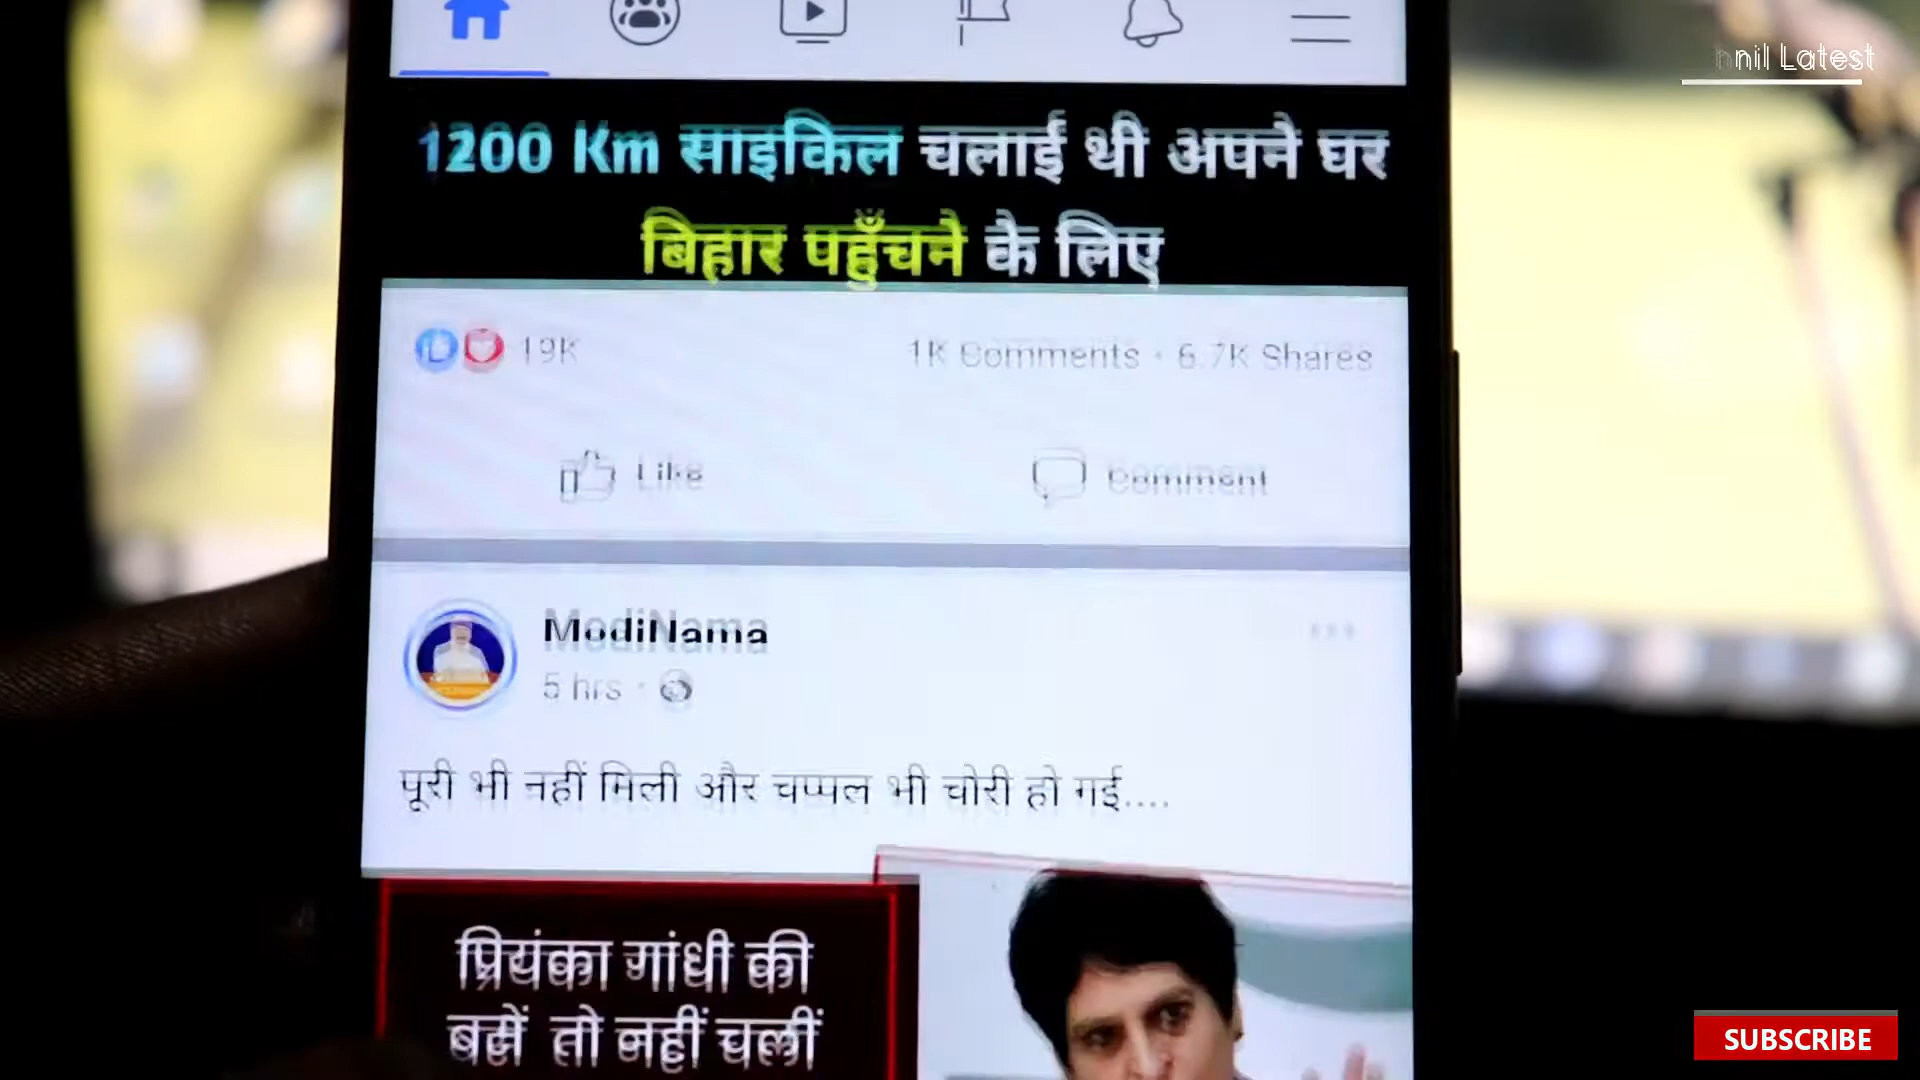 nil Latest
1200 Km साइकिल चलाई थी अपने घर
बिहार पहुँचने के लिए
19K
1K Comments · 6.7K Shares
Like
Comment
ModiNama
5 hrs ·
पूरी भी नहीं मिली और चप्पल भी चोरी हो गई....
प्रियंका गांधी की
बसें तो नहीं चलीं
SUBSCRIBE